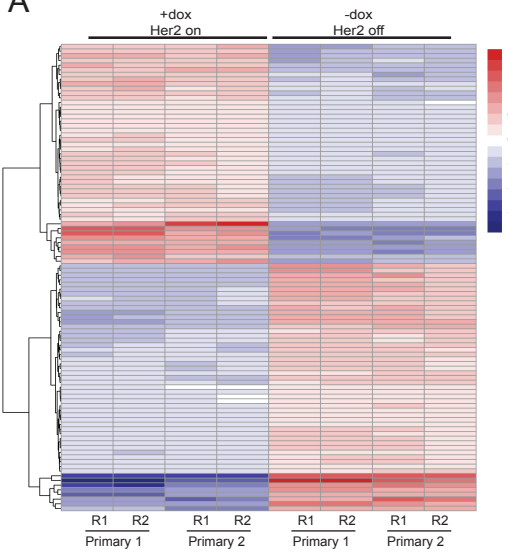 A
+dox -dox
Her2 on Her2 off
R1 R2 R1 R2 R1 R2 R1 R2
Primary 1 Primary 2 Primary 1 Primary 2